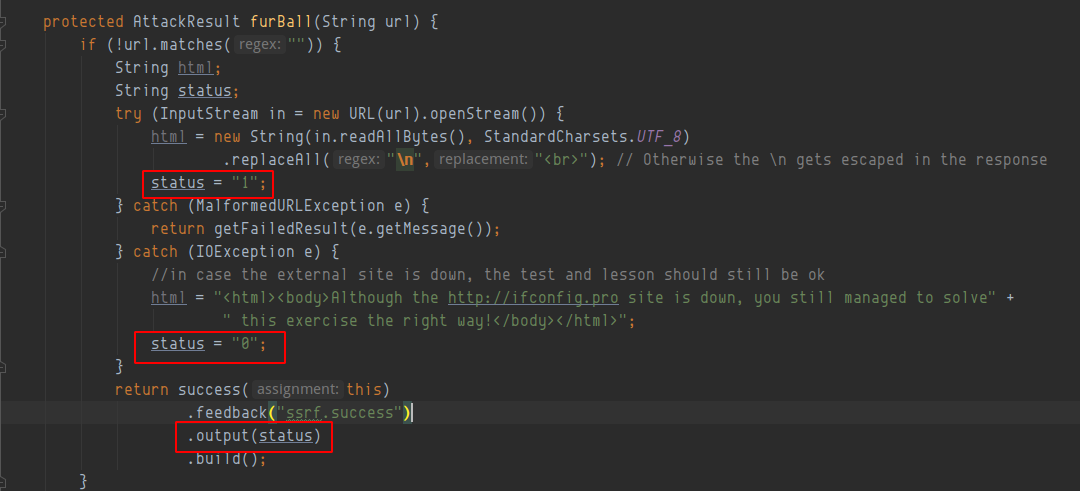 protected AttackResult furBall(String url) {
if (!url.matches( regex: "")) {
String html;
String status;
try (InputStream in = new URL(url).openStream()) {
html = new String(in.readAllBytes(), StandardCharsets.UTF_8)
.replaceAll( regex: "\n", replacement: "<br>"); // Otherwise the \n gets escaped in the response
status = "1";
} catch (MalformedURLException e) {
return getFailedResult(e.getMessage());
} catch (IOException e) {
//in case the external site is down, the test and lesson should still be ok
html = "<html><body>Although the http://ifconfig.pro site is down, you still managed to solve" +
" this exercise the right way!</body></html>";
status = "0";
}
return success( assignment: this)
.feedback("ssrf.success")
.output(status)
.build();
}